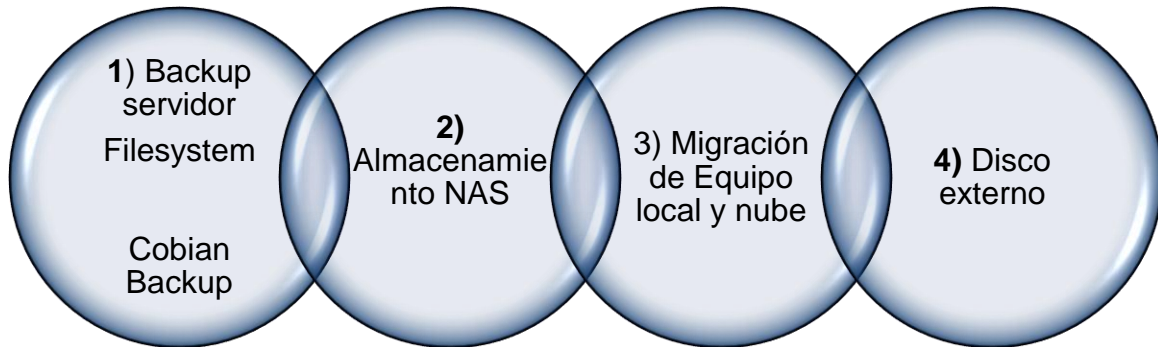 1) Backup
servidor
Filesystem
Cobian
Backup
2)
Almacenamie
nto NAS
3) Migración
de Equipo
local y nube
4) Disco
externo